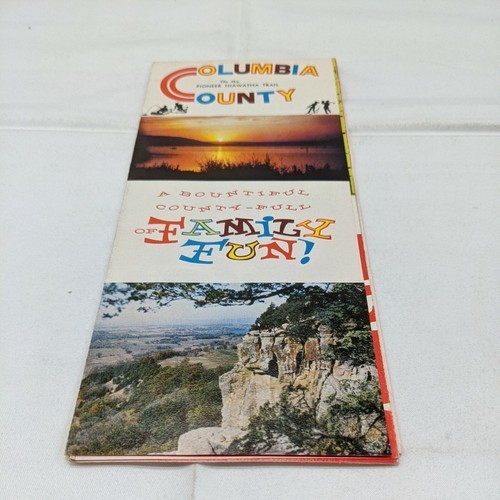 COLUMBIA
On the
PIONEER HIAWATHA TRAIL
COUNTY
A BOUNTIFUL
COUNTY-FULL
OF FAMILY
FUN!